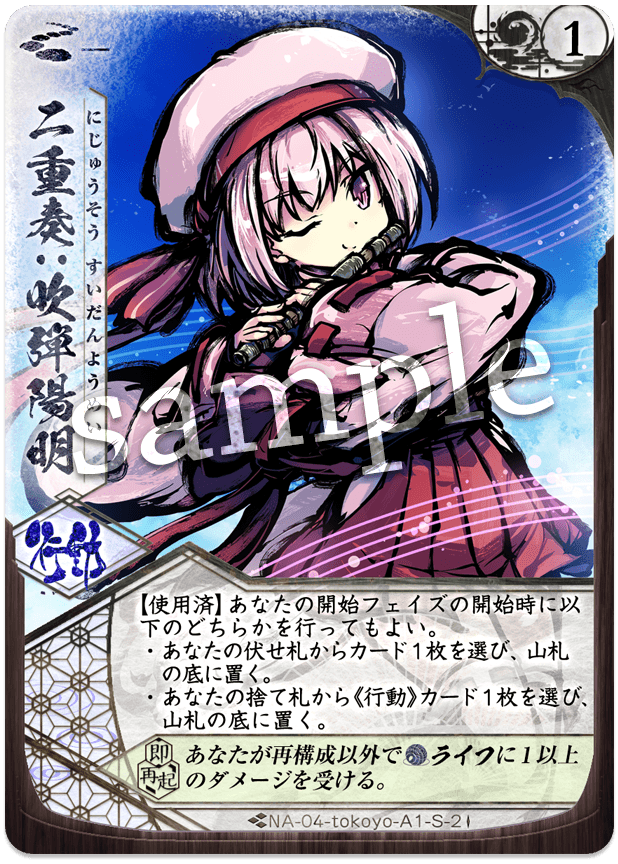 1
二重奏:吹弾陽明
にじゅうそう すいだんようめい
行動
sample
【使用済】あなたの開始フェイズの開始時に以
下のどちらかを行ってもよい。
・あなたの伏せ札からカード1枚を選び、山札
の底に置く。
・あなたの捨て札から《行動》カード1枚を選び、
山札の底に置く。
即
再起
あなたが再構成以外でライフに1以上
のダメージを受ける。
NA-04-tokoyo-A1-S-2